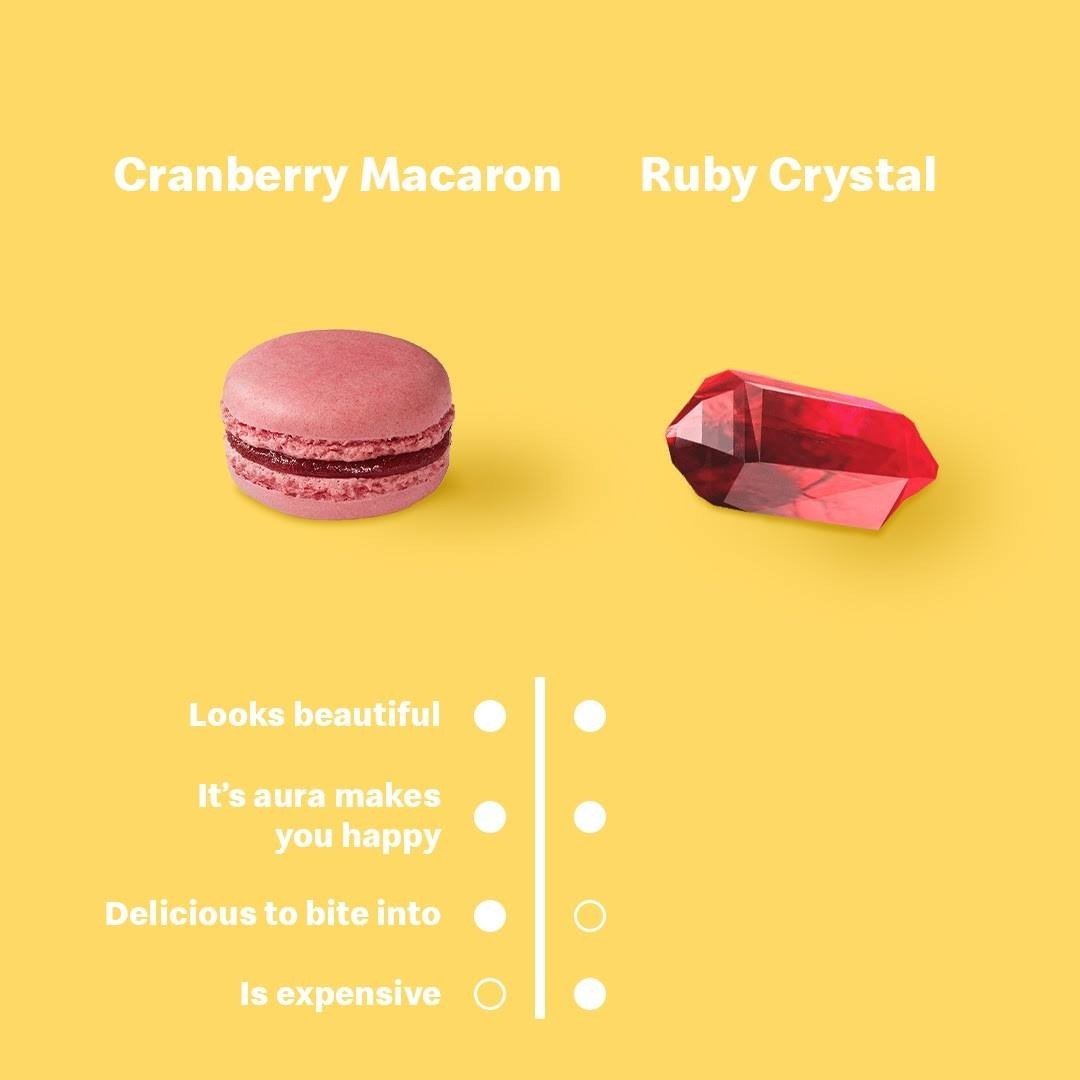 Cranberry Macaron
Ruby Crystal
Looks beautiful
It’s aura makes
you happy
Delicious to bite into
Is expensive